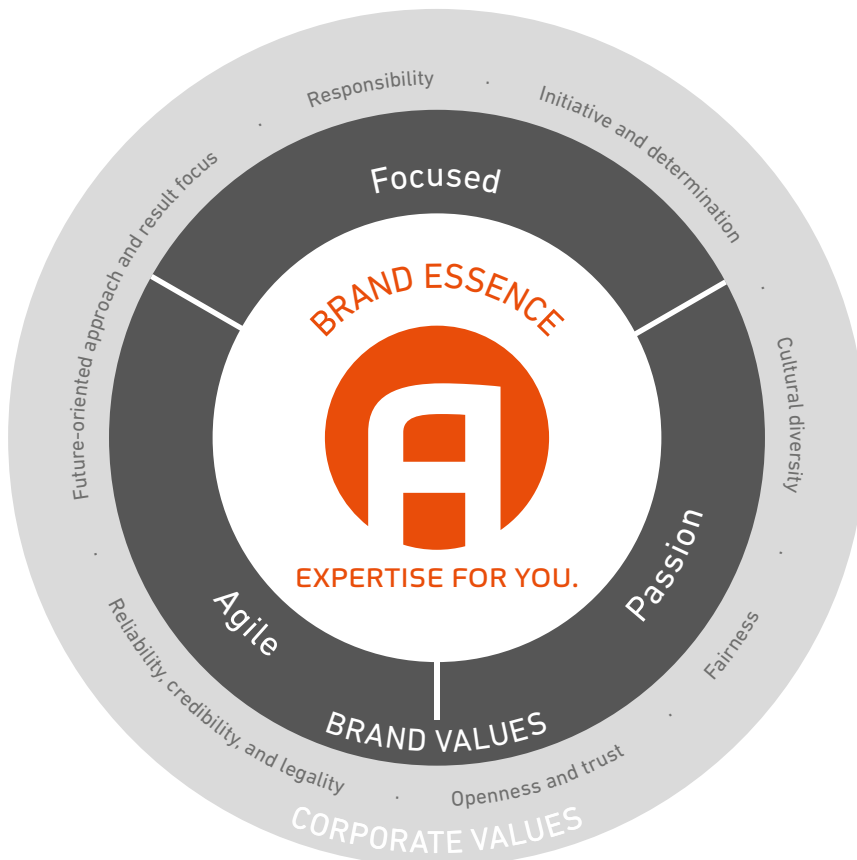 Responsibility
Initiative and determination
Cultural diversity
Fairness
Openness and trust
Reliability, credibility, and legality
Future-oriented approach and result focus
Focused
Passion
Agile
BRAND ESSENCE
A
EXPERTISE FOR YOU.
BRAND VALUES
CORPORATE VALUES